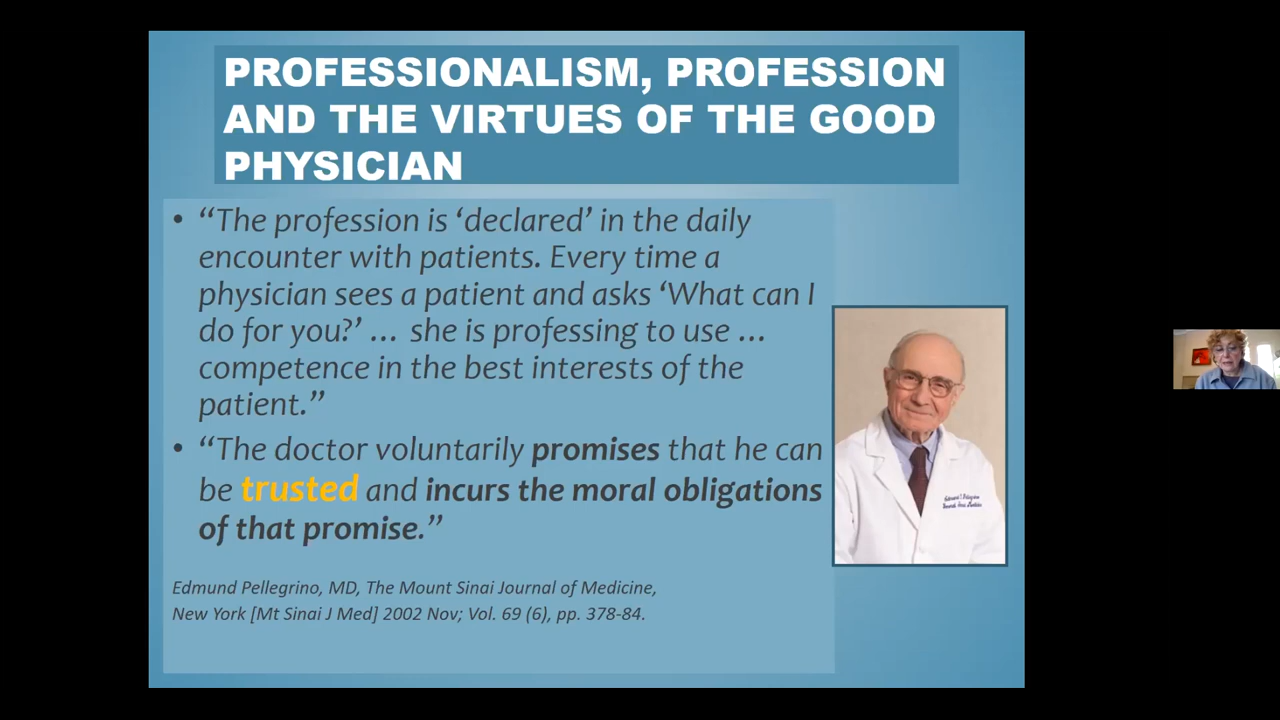 PROFESSIONALISM, PROFESSION
AND THE VIRTUES OF THE GOOD
PHYSICIAN
• “The profession is ‘declared’ in the daily
encounter with patients. Every time a
physician sees a patient and asks ‘What can I
do for you?’ … she is professing to use …
competence in the best interests of the
patient.”
• “The doctor voluntarily promises that he can
be trusted and incurs the moral obligations
of that promise.”
Edmund Pellegrino, MD, The Mount Sinai Journal of Medicine,
New York [Mt Sinai J Med] 2002 Nov; Vol. 69 (6), pp. 378-84.